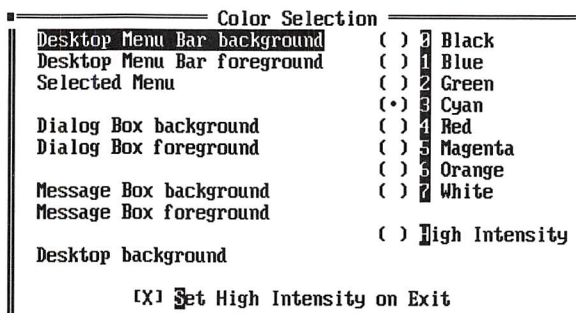 Color Selection
Desktop Menu Bar background ( ) 0 Black
Desktop Menu Bar foreground ( ) 1 Blue
Selected Menu ( ) 2 Green
(•) 3 Cyan
Dialog Box background ( ) 4 Red
Dialog Box foreground ( ) 5 Magenta
( ) 6 Orange
Message Box background ( ) 7 White
Message Box foreground
( ) High Intensity
Desktop background
[X] Set High Intensity on Exit